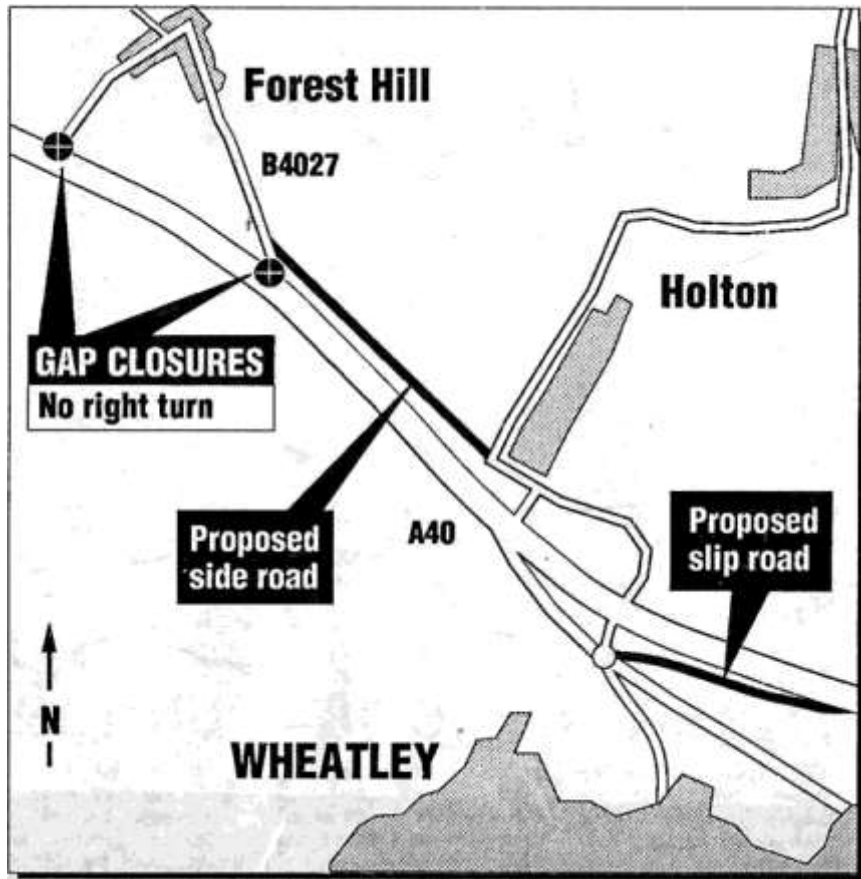 Forest Hill
B4027
Holton
GAP CLOSURES
No right turn
Proposed
side road
A40
Proposed
slip road
N
WHEATLEY